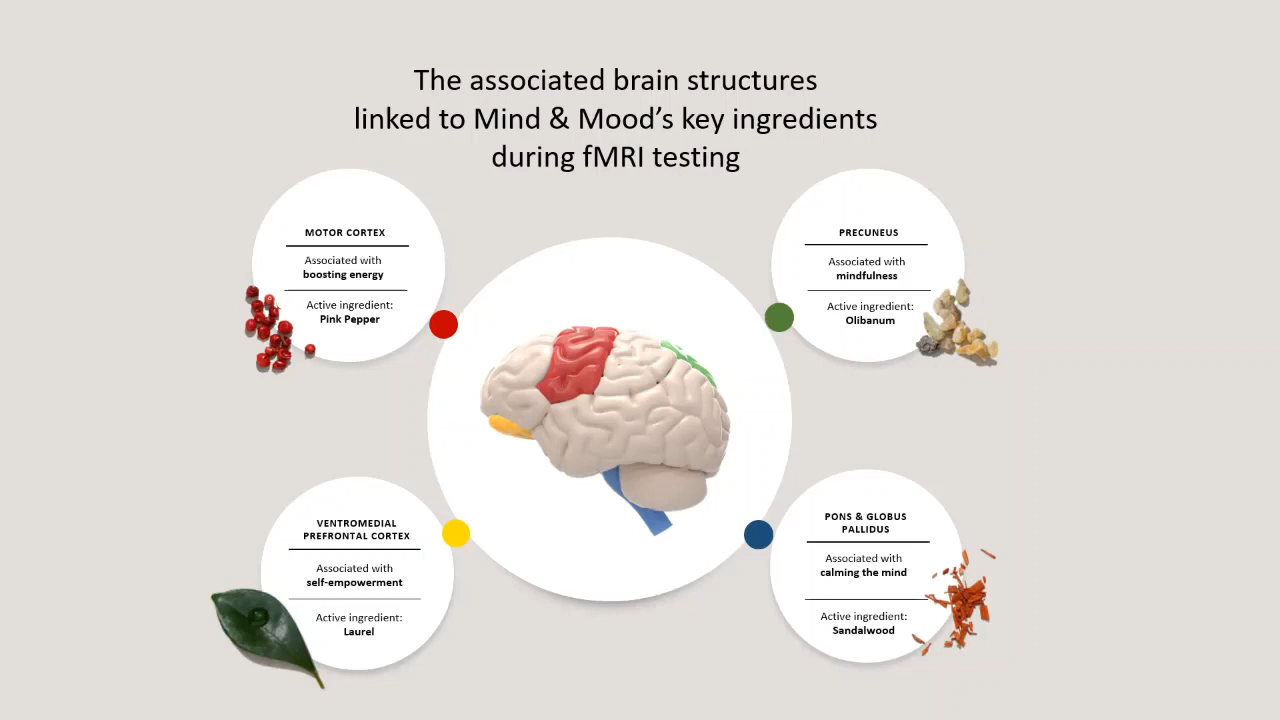 The associated brain structures
linked to Mind & Mood’s key ingredients
during fMRI testing
MOTOR CORTEX
Associated with
boosting energy
Active ingredient:
Pink Pepper
PRECUNEUS
Associated with
mindfulness
Active ingredient:
Olibanum
VENTROMEDIAL
PREFRONTAL CORTEX
Associated with
self-empowerment
Active ingredient:
Laurel
PONS & GLOBUS
PALLIDUS
Associated with
calming the mind
Active ingredient:
Sandalwood